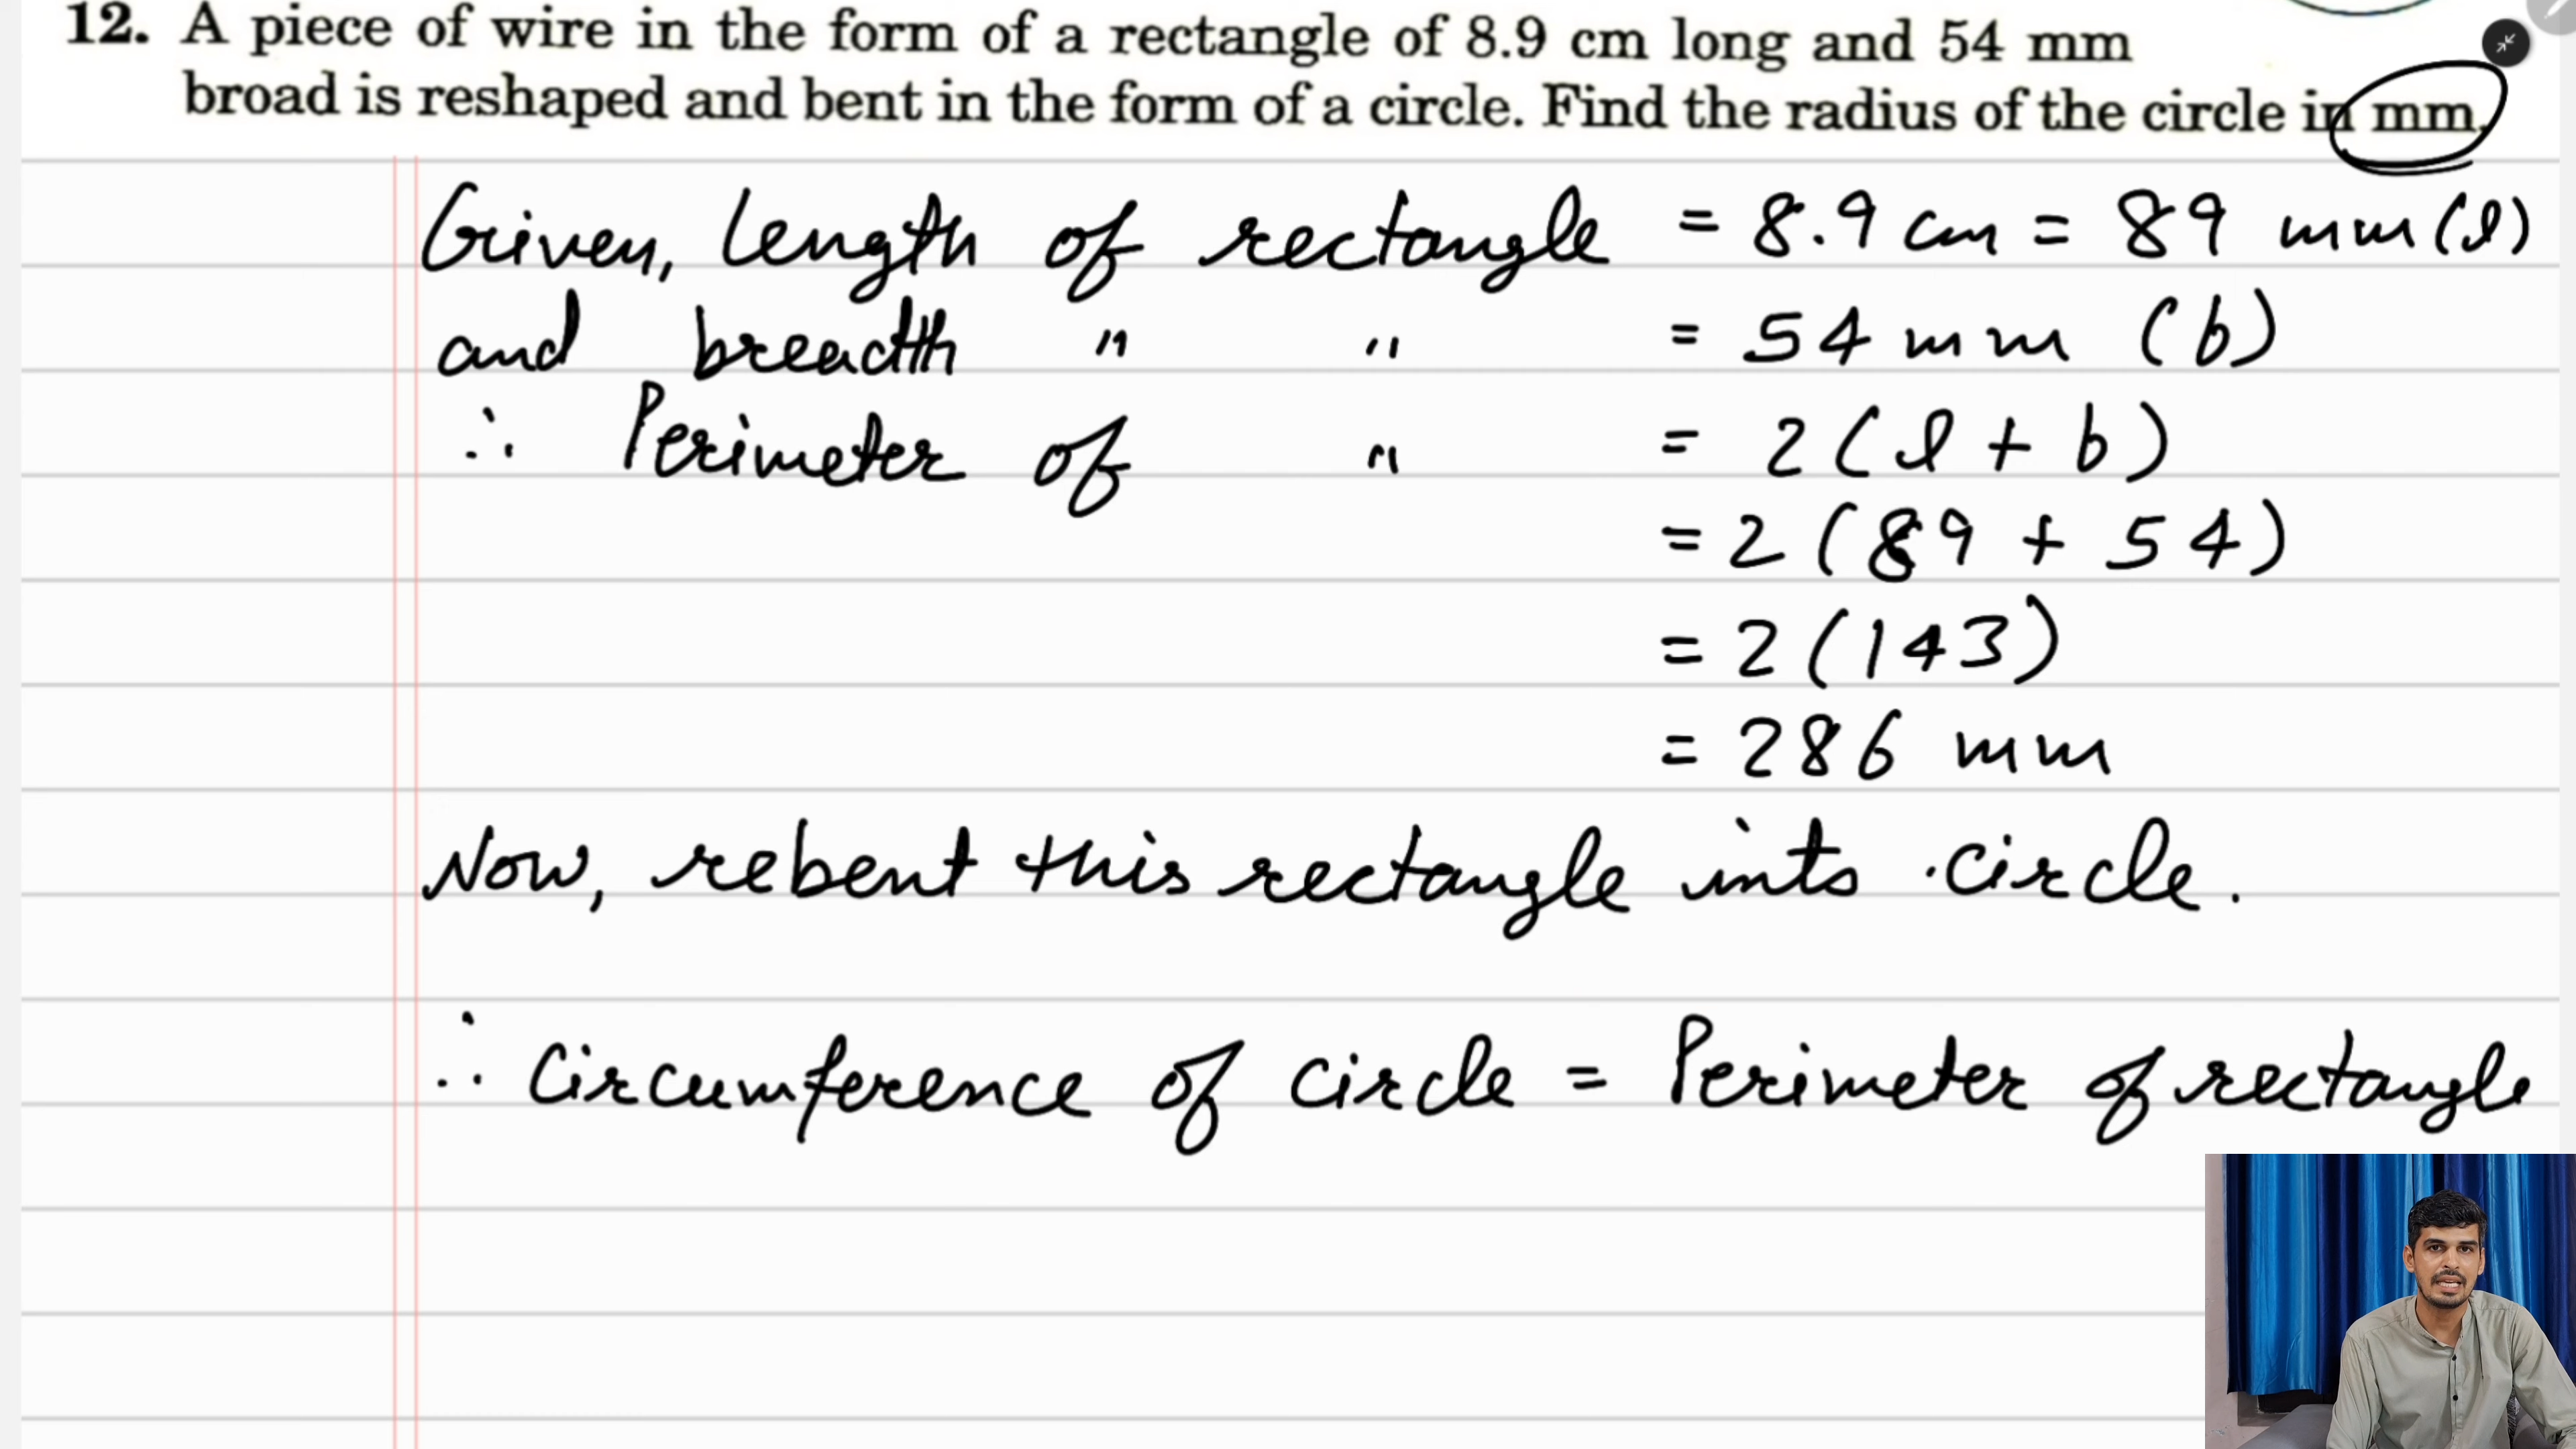 12. A piece of wire in the form of a rectangle of 8.9 cm long and 54 mm
broad is reshaped and bent in the form of a circle. Find the radius of the circle in mm.
Given, length of rectangle = 8.9 cm = 89 mm (l)
and breadth " " = 54 mm (b)
∴ Perimeter of " = 2 (l + b)
= 2 (89 + 54)
= 2 (143)
= 286 mm
Now, rebent this rectangle into circle.
∴ Circumference of circle = Perimeter of rectangle